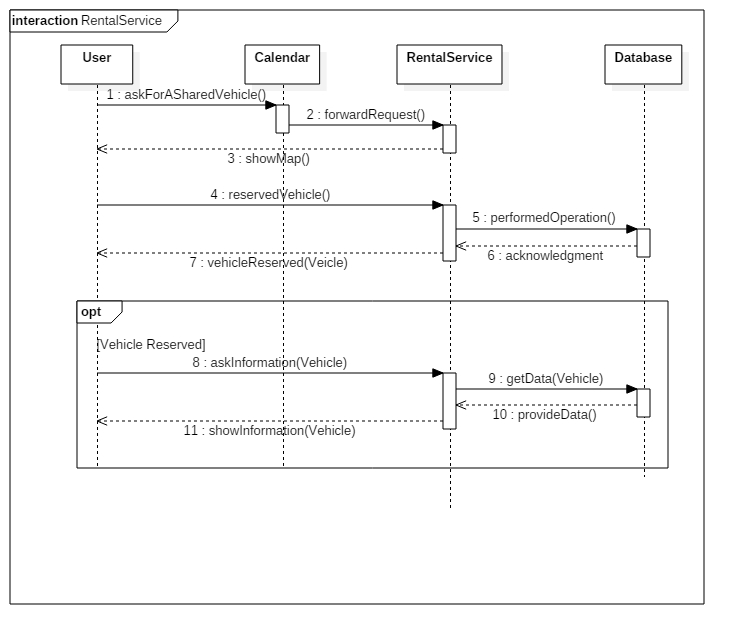 interaction RentalService
User
Calendar
RentalService
Database
1 : askForASharedVehicle()
2 : forwardRequest()
3 : showMap()
4 : reservedVehicle()
5 : performedOperation()
6 : acknowledgment
7 : vehicleReserved(Veicle)
opt
[Vehicle Reserved]
8 : askInformation(Vehicle)
9 : getData(Vehicle)
10 : provideData()
11 : showInformation(Vehicle)